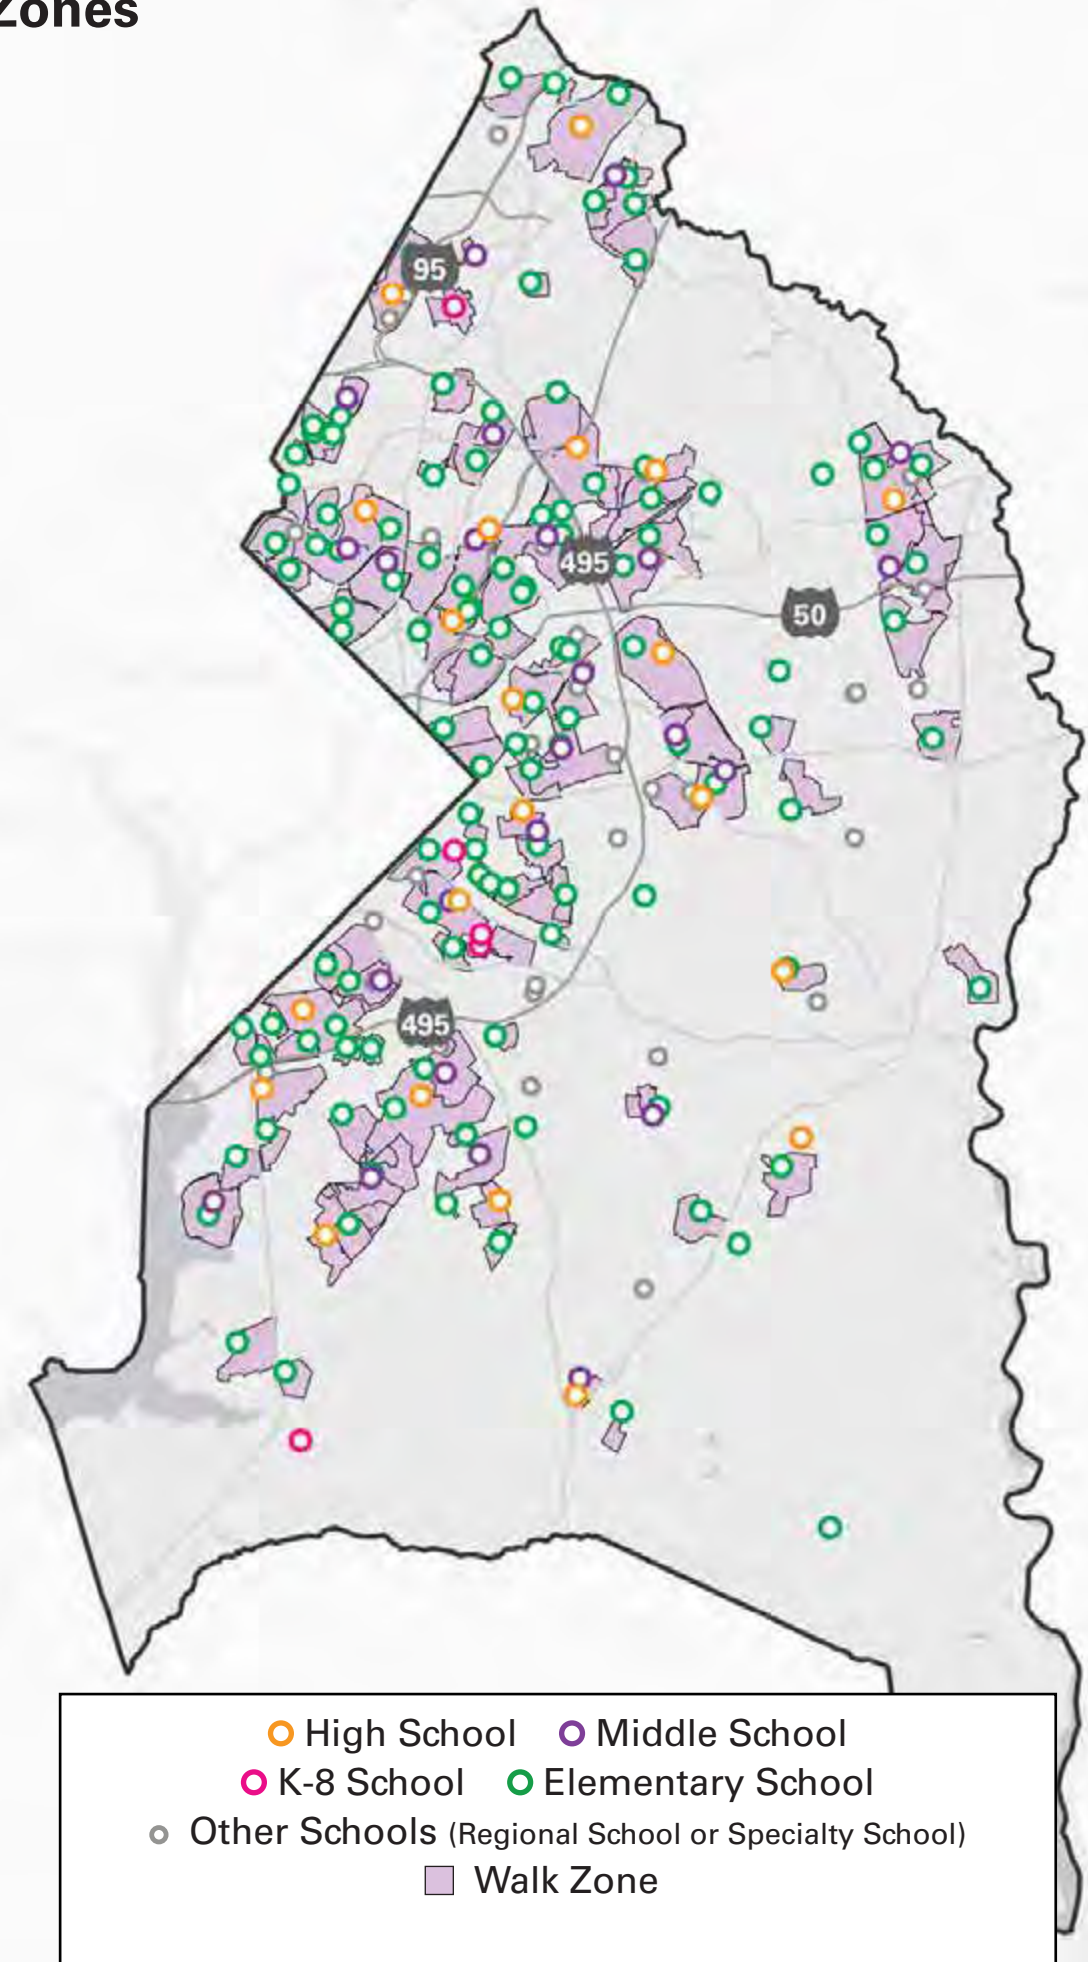 Zones
95
495
50
495
High School Middle School
K-8 School Elementary School
Other Schools (Regional School or Specialty School)
Walk Zone